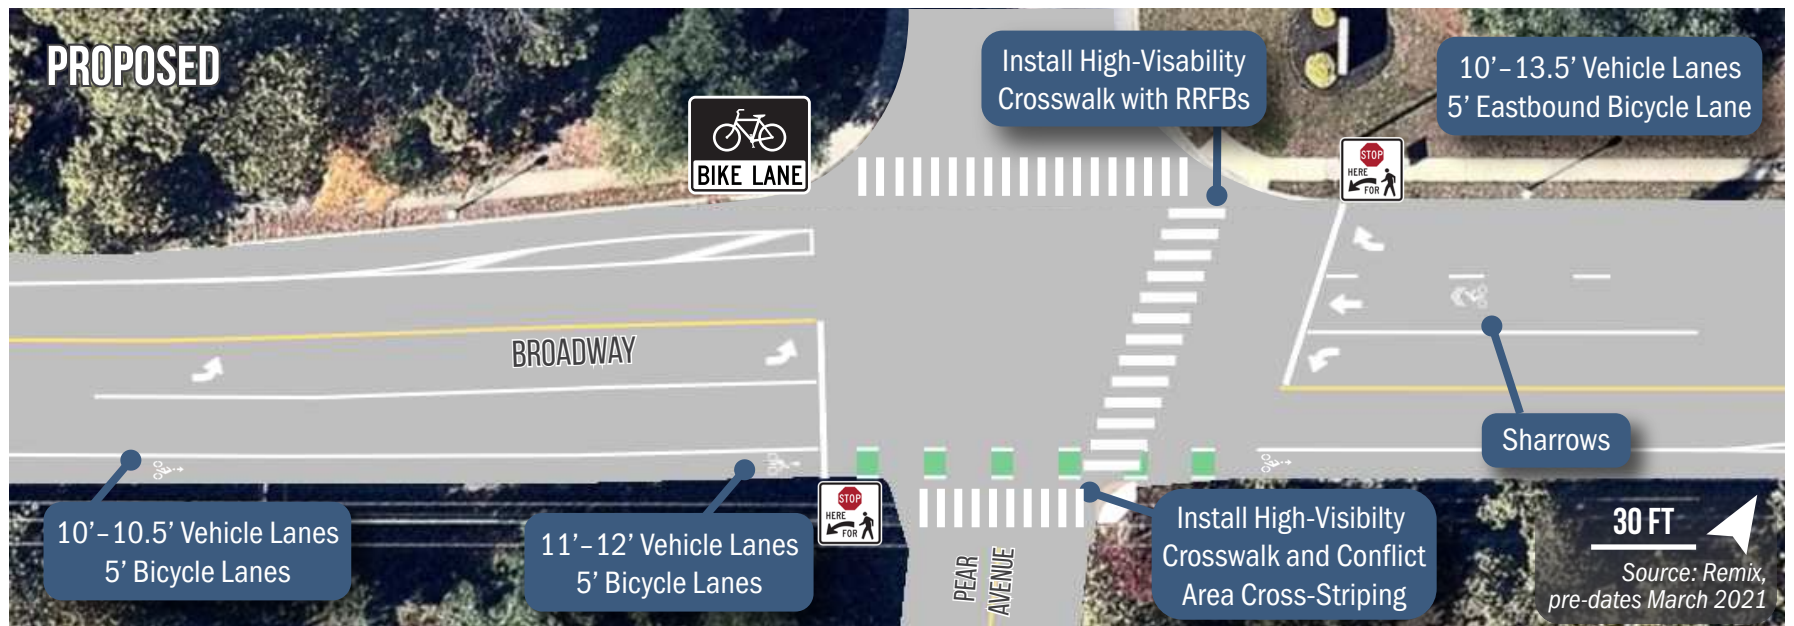 PROPOSED
Install High-Visability
Crosswalk with RRFBs
10’–13.5’ Vehicle Lanes
5’ Eastbound Bicycle Lane
BIKE LANE
STOP
HERE
FOR
BROADWAY
Sharrows
10’–10.5’ Vehicle Lanes
5’ Bicycle Lanes
11’–12’ Vehicle Lanes
5’ Bicycle Lanes
STOP
HERE
FOR
PEAR
AVENUE
Install High-Visibilty
Crosswalk and Conflict
Area Cross-Striping
30 FT
Source: Remix,
pre-dates March 2021